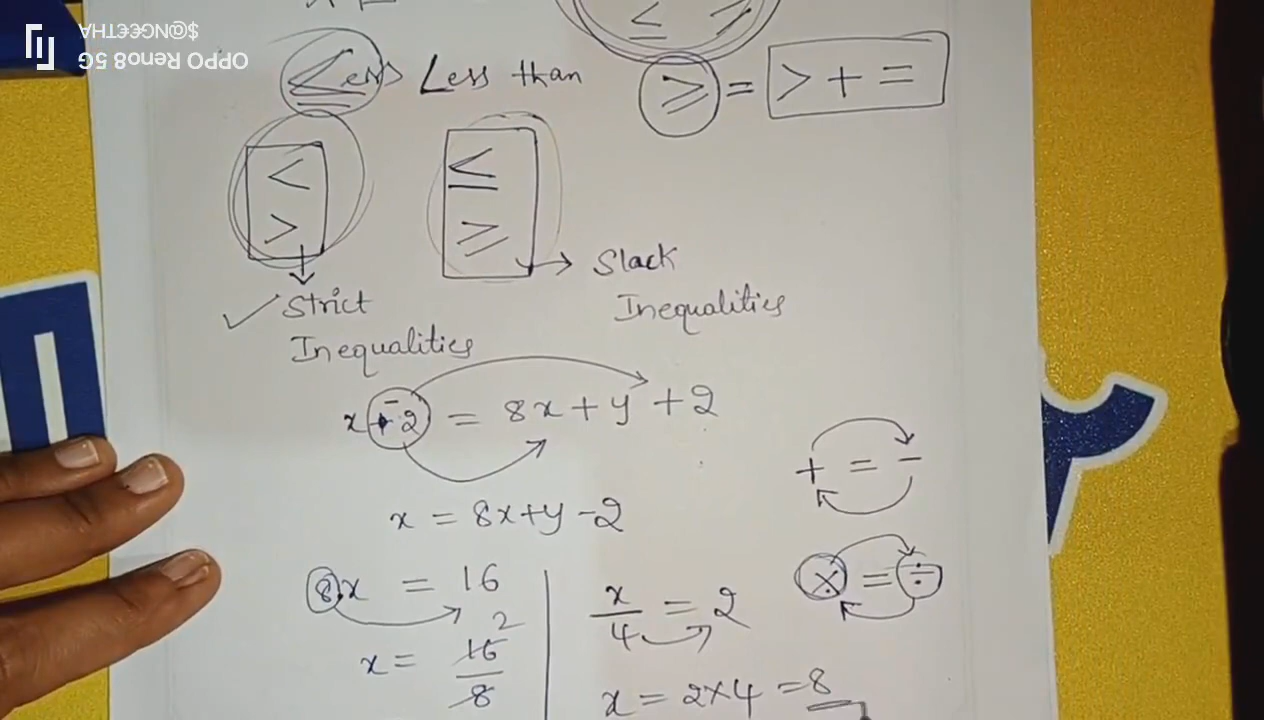 $@NGEETHA
OPPO Reno8 5G
≤ ≥
≤ess Less than
≥ = > + =
<
>
≤
≥
Strict
Inequalities
Slack
Inequalities
x - 2 = 8x + y + 2
x = 8x + y - 2
+ = -
× = ÷
8x = 16
x = 16/8 2
x/4 = 2
x = 2 × 4 = 8